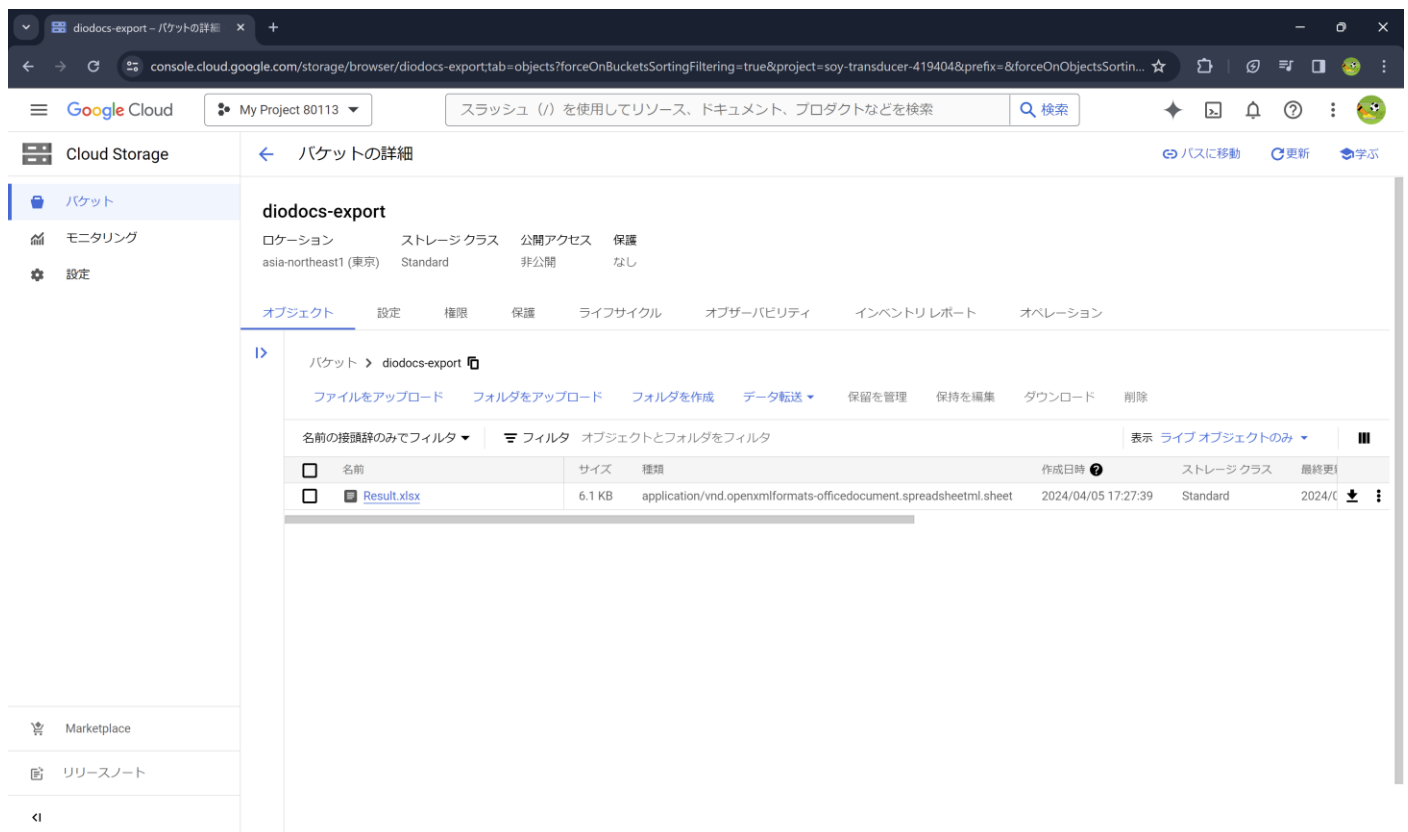 diodocs-export – バケットの詳細
console.cloud.google.com/storage/browser/diodocs-export;tab=objects?forceOnBucketsSortingFiltering=true&project=soy-transducer-419404&prefix=&forceOnObjectsSortin...
Google Cloud
My Project 80113
スラッシュ（/）を使用してリソース、ドキュメント、プロダクトなどを検索
検索
Cloud Storage
バケットの詳細
パスに移動
更新
学ぶ
バケット
モニタリング
設定
diodocs-export
ロケーション ストレージ クラス 公開アクセス 保護
asia-northeast1 (東京) Standard 非公開 なし
オブジェクト 設定 権限 保護 ライフサイクル オブザーバビリティ インベントリ レポート オペレーション
バケット diodocs-export
ファイルをアップロード フォルダをアップロード フォルダを作成 データ転送 保留を管理 保持を編集 ダウンロード 削除
名前の接頭辞のみでフィルタ フィルタ オブジェクトとフォルダをフィルタ 表示 ライブ オブジェクトのみ
名前 サイズ 種類 作成日時 ストレージ クラス 最終更
Result.xlsx 6.1 KB application/vnd.openxmlformats-officedocument.spreadsheetml.sheet 2024/04/05 17:27:39 Standard 2024/0
Marketplace
リリースノート